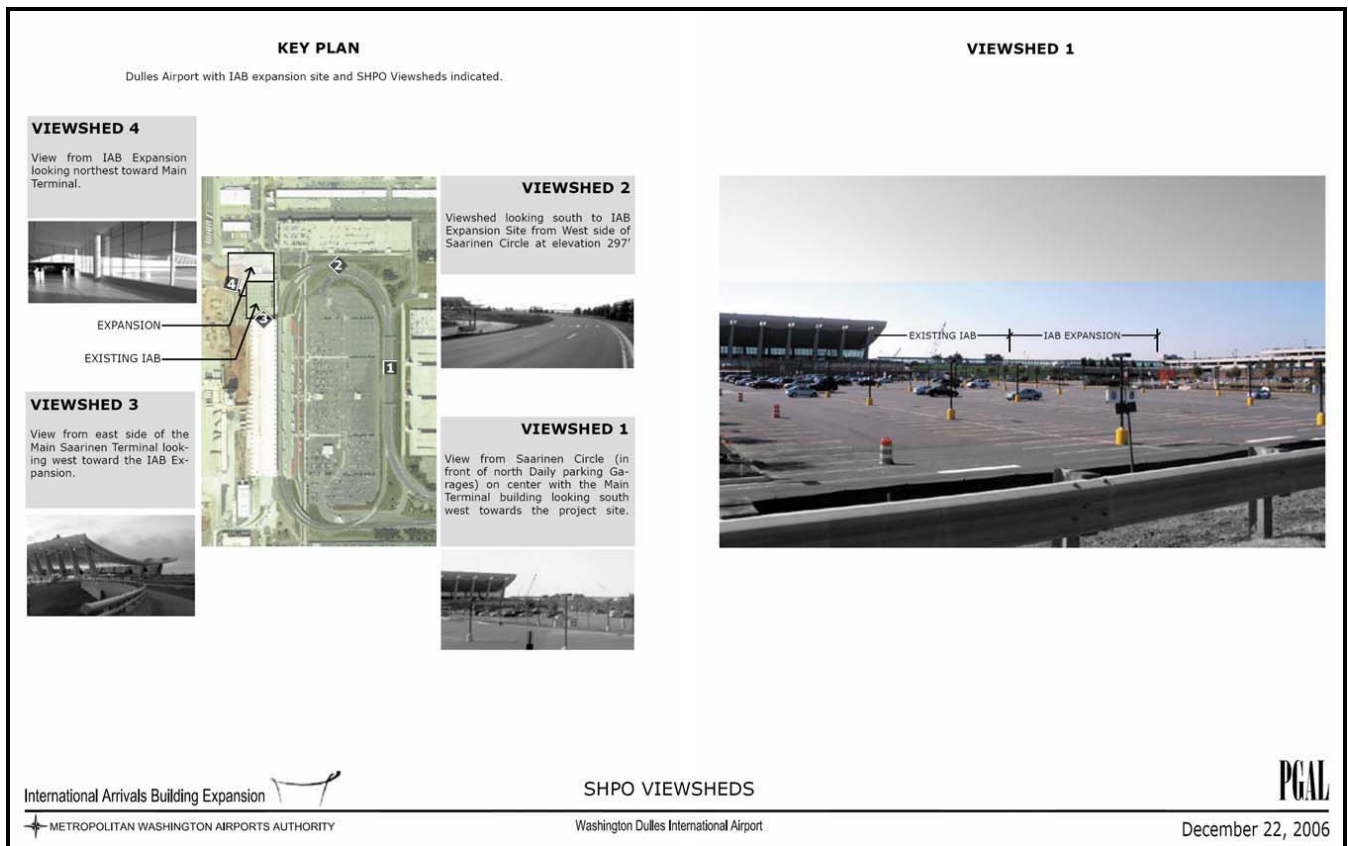 KEY PLAN
Dulles Airport with IAB expansion site and SHPO Viewsheds indicated.
VIEWSHED 4
View from IAB Expansion
looking northest toward Main
Terminal.
VIEWSHED 2
Viewshed looking south to IAB
Expansion Site from West side of
Saarinen Circle at elevation 297'
2
4
3
1
EXPANSION
EXISTING IAB
VIEWSHED 3
View from east side of the
Main Saarinen Terminal look-
ing west toward the IAB Ex-
pansion.
VIEWSHED 1
View from Saarinen Circle (in
front of north Daily parking Ga-
rages) on center with the Main
Terminal building looking south
west towards the project site.
VIEWSHED 1
EXISTING IAB
IAB EXPANSION
International Arrivals Building Expansion
SHPO VIEWSHEDS
PGAL
METROPOLITAN WASHINGTON AIRPORTS AUTHORITY
Washington Dulles International Airport
December 22, 2006